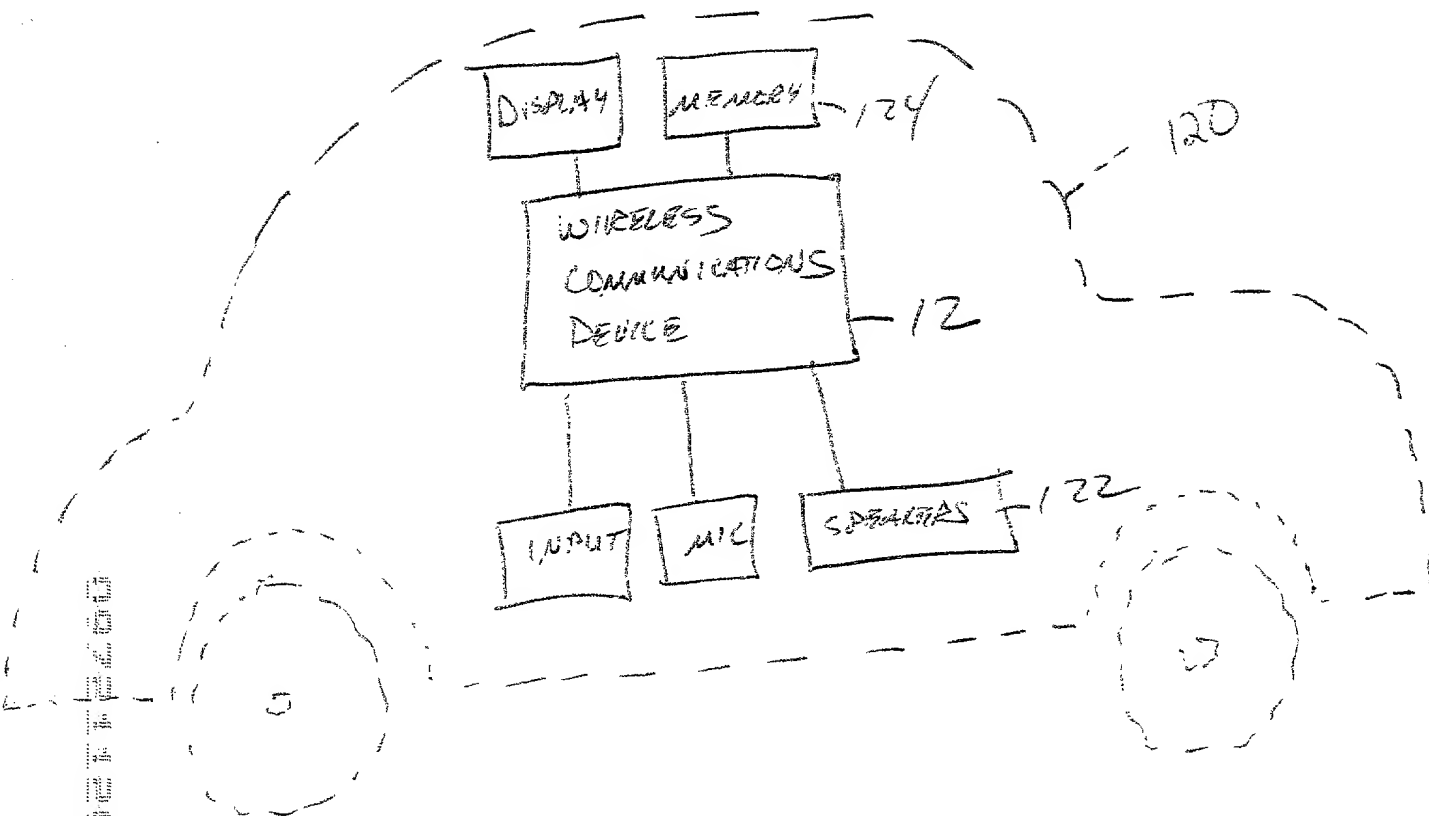 DISPLAY
MEMORY
124
120
WIRELESS
COMMUNICATIONS
DEVICE
12
INPUT
MIC
SPEAKERS
122